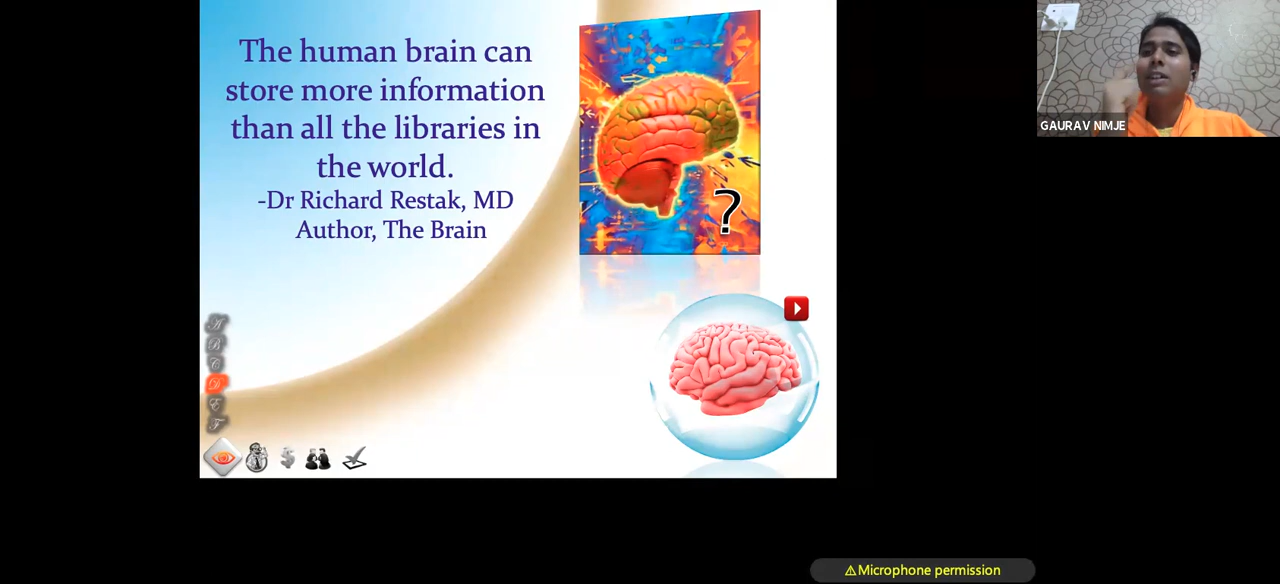 The human brain can
store more information
than all the libraries in
the world.
-Dr Richard Restak, MD
Author, The Brain
?
A
B
C
D
E
F
$
GAURAV NIMJE
⚠Microphone permission